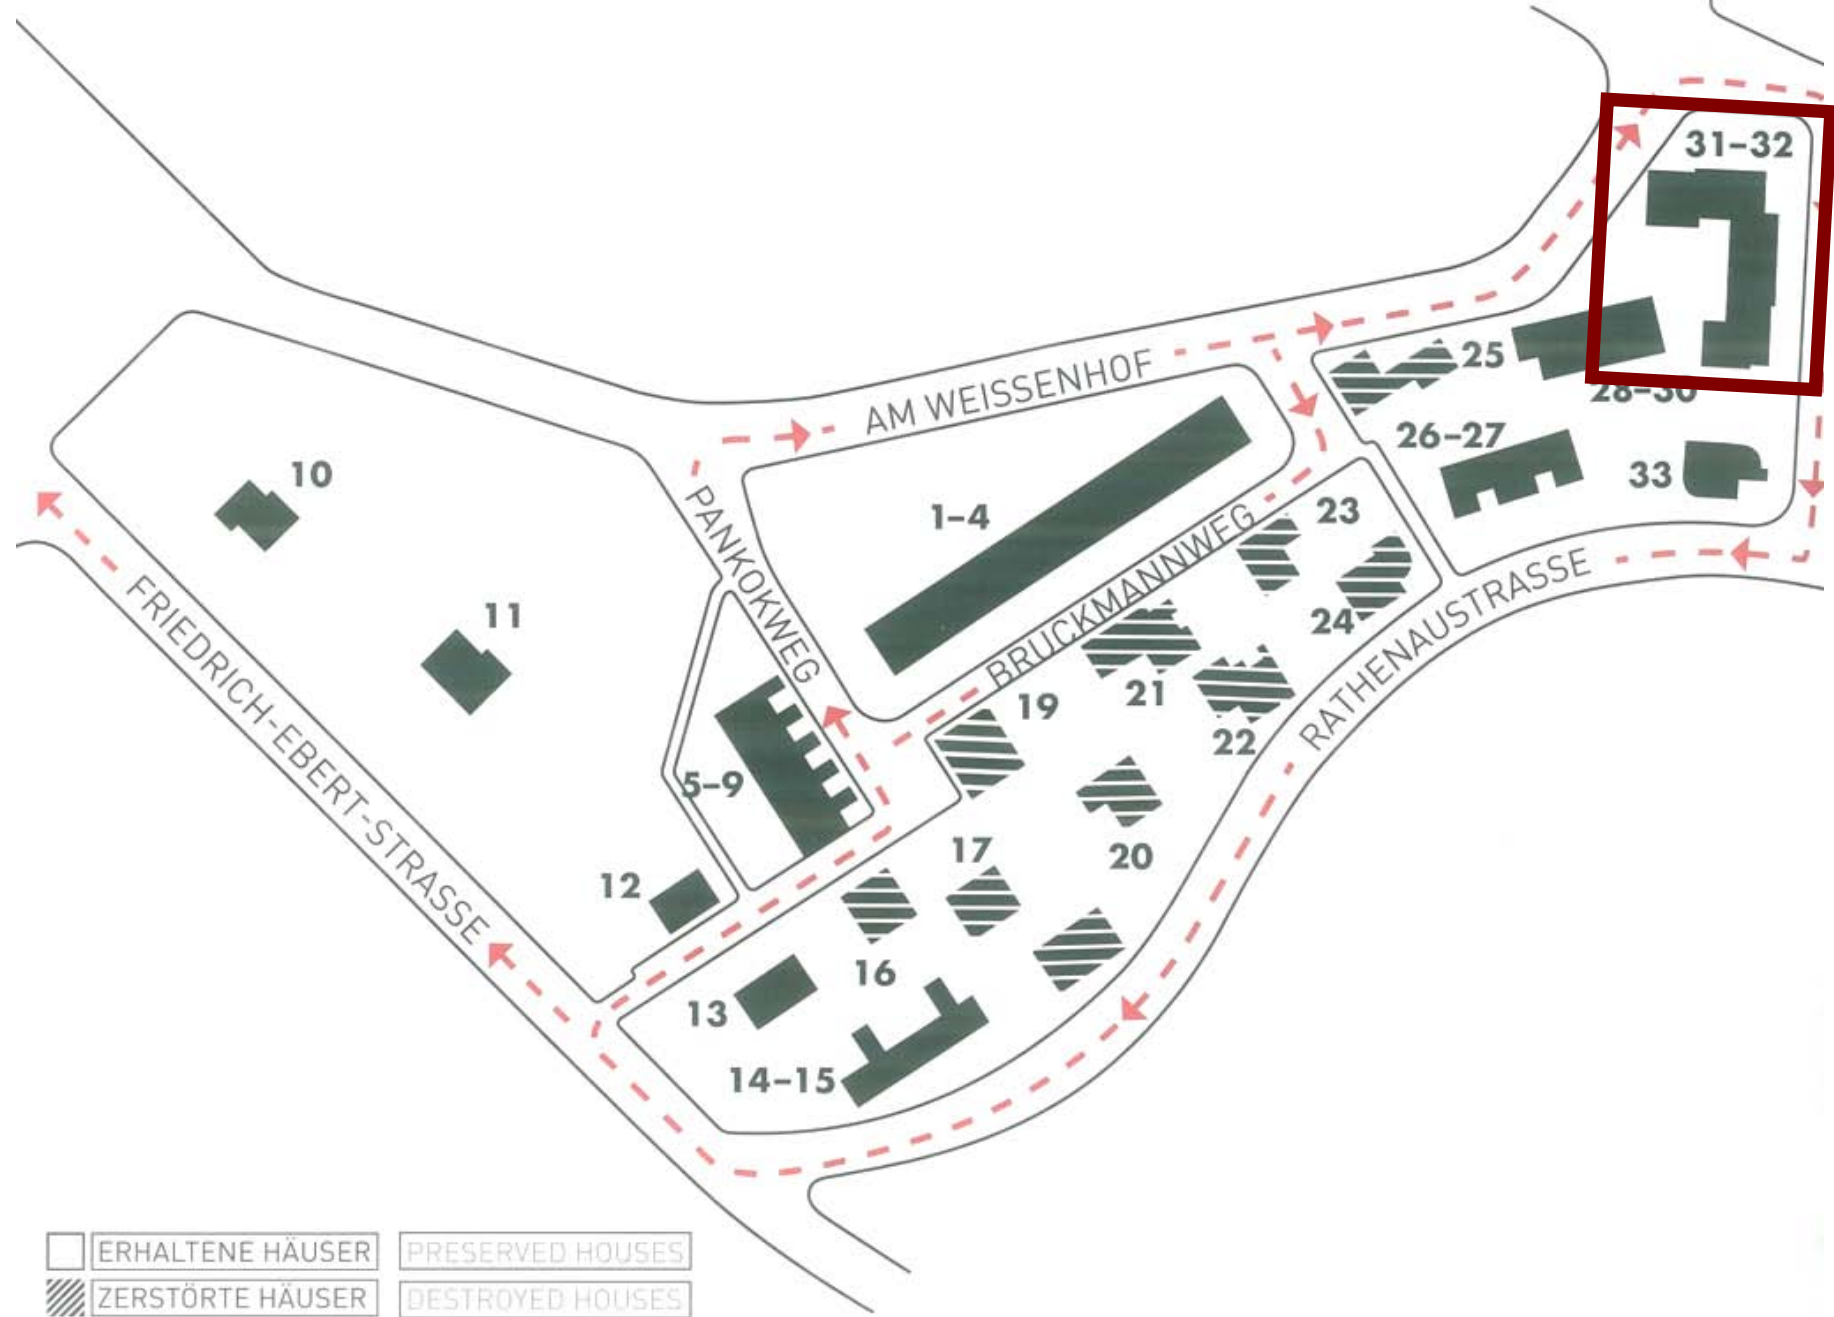 31–32
25
28–30
26–27
33
AM WEISSENHOF
10
1–4
23
PANKOKWEG
BRUCKMANNWEG
RATHENAUSTRASSE
11
24
FRIEDRICH-EBERT-STRASSE
21
19
22
5–9
17
20
12
16
13
14–15
ERHALTENE HÄUSER
PRESERVED HOUSES
ZERSTÖRTE HÄUSER
DESTROYED HOUSES